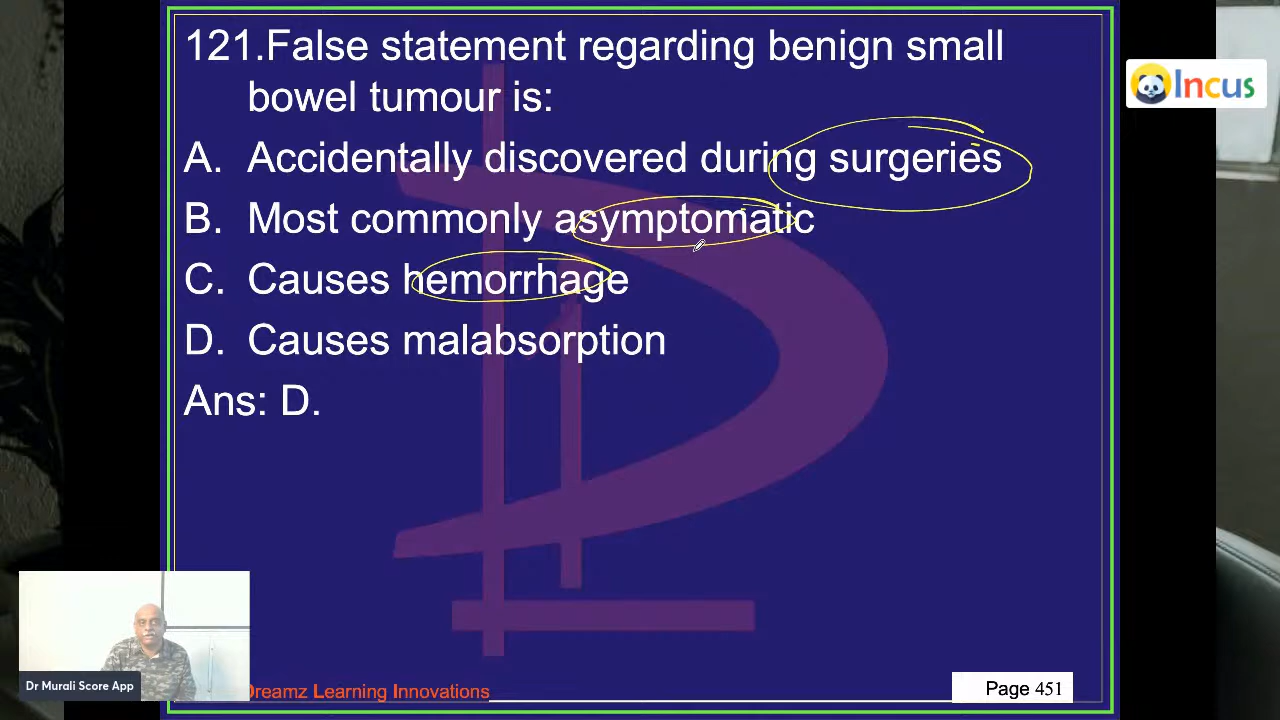 121.False statement regarding benign small
bowel tumour is:
A. Accidentally discovered during surgeries
B. Most commonly asymptomatic
C. Causes hemorrhage
D. Causes malabsorption
Ans: D.
Incus
Dr Murali Score App
Dreamz Learning Innovations
Page 451